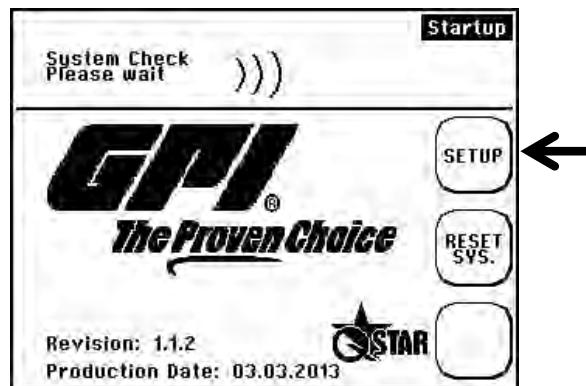 Startup
System Check
Please wait
SETUP
GPI®
The Proven Choice
RESET
SYS.
QSTAR
Revision: 1.1.2
Production Date: 03.03.2013